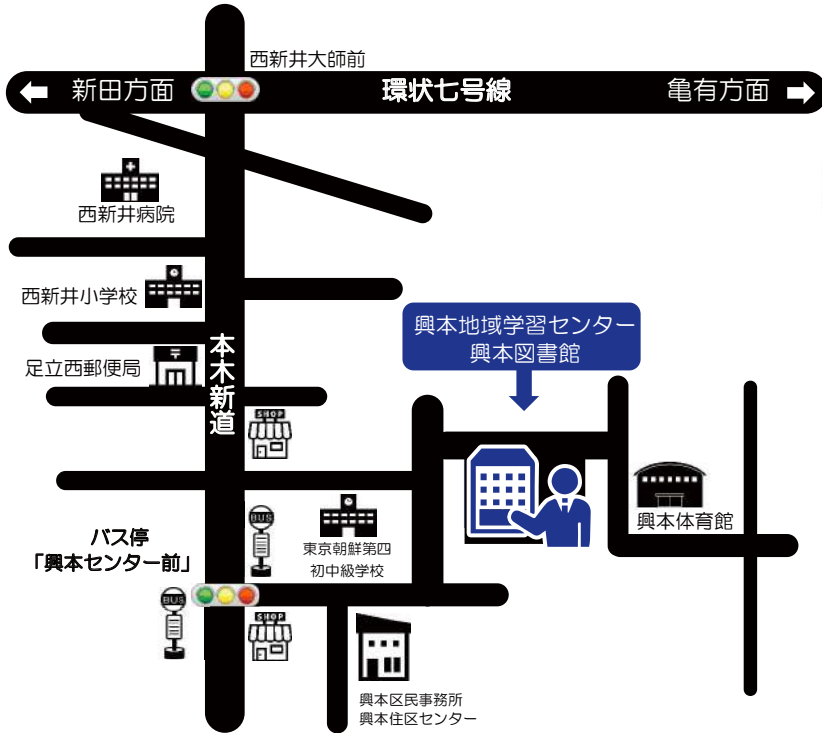 西新井大師前
新田方面
環状七号線
亀有方面
西新井病院
西新井小学校
興本地域学習センター
興本図書館
足立西郵便局
本木新道
SHOP
興本体育館
バス停
「興本センター前」
BUS
東京朝鮮第四
初中級学校
BUS
SHOP
興本区民事務所
興本住区センター